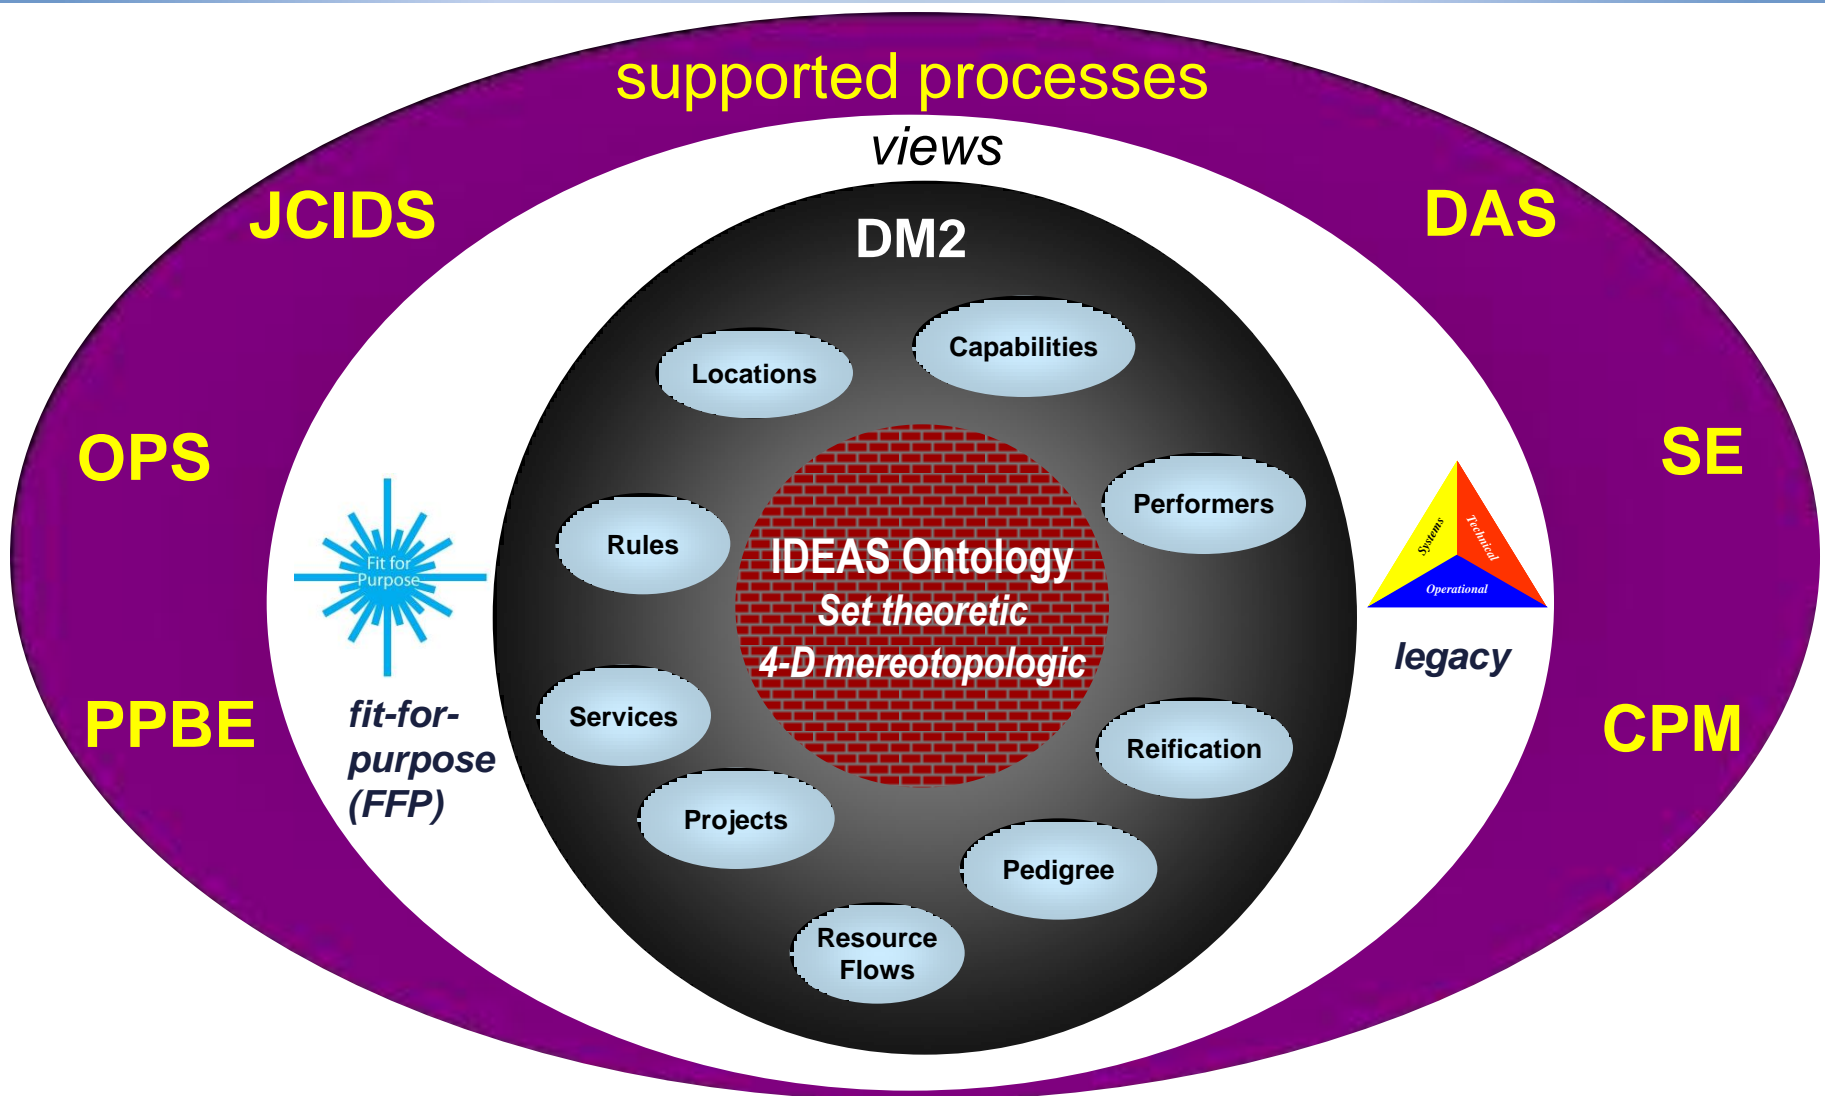 supported processes
views
JCIDS
DAS
DM2
Capabilities
Locations
OPS
SE
Performers
Systems
Technical
Operational
Rules
IDEAS Ontology
Set theoretic
4-D mereotopologic
Fit for
Purpose
legacy
PPBE
fit-for-
purpose
(FFP)
Services
CPM
Reification
Projects
Pedigree
Resource
Flows